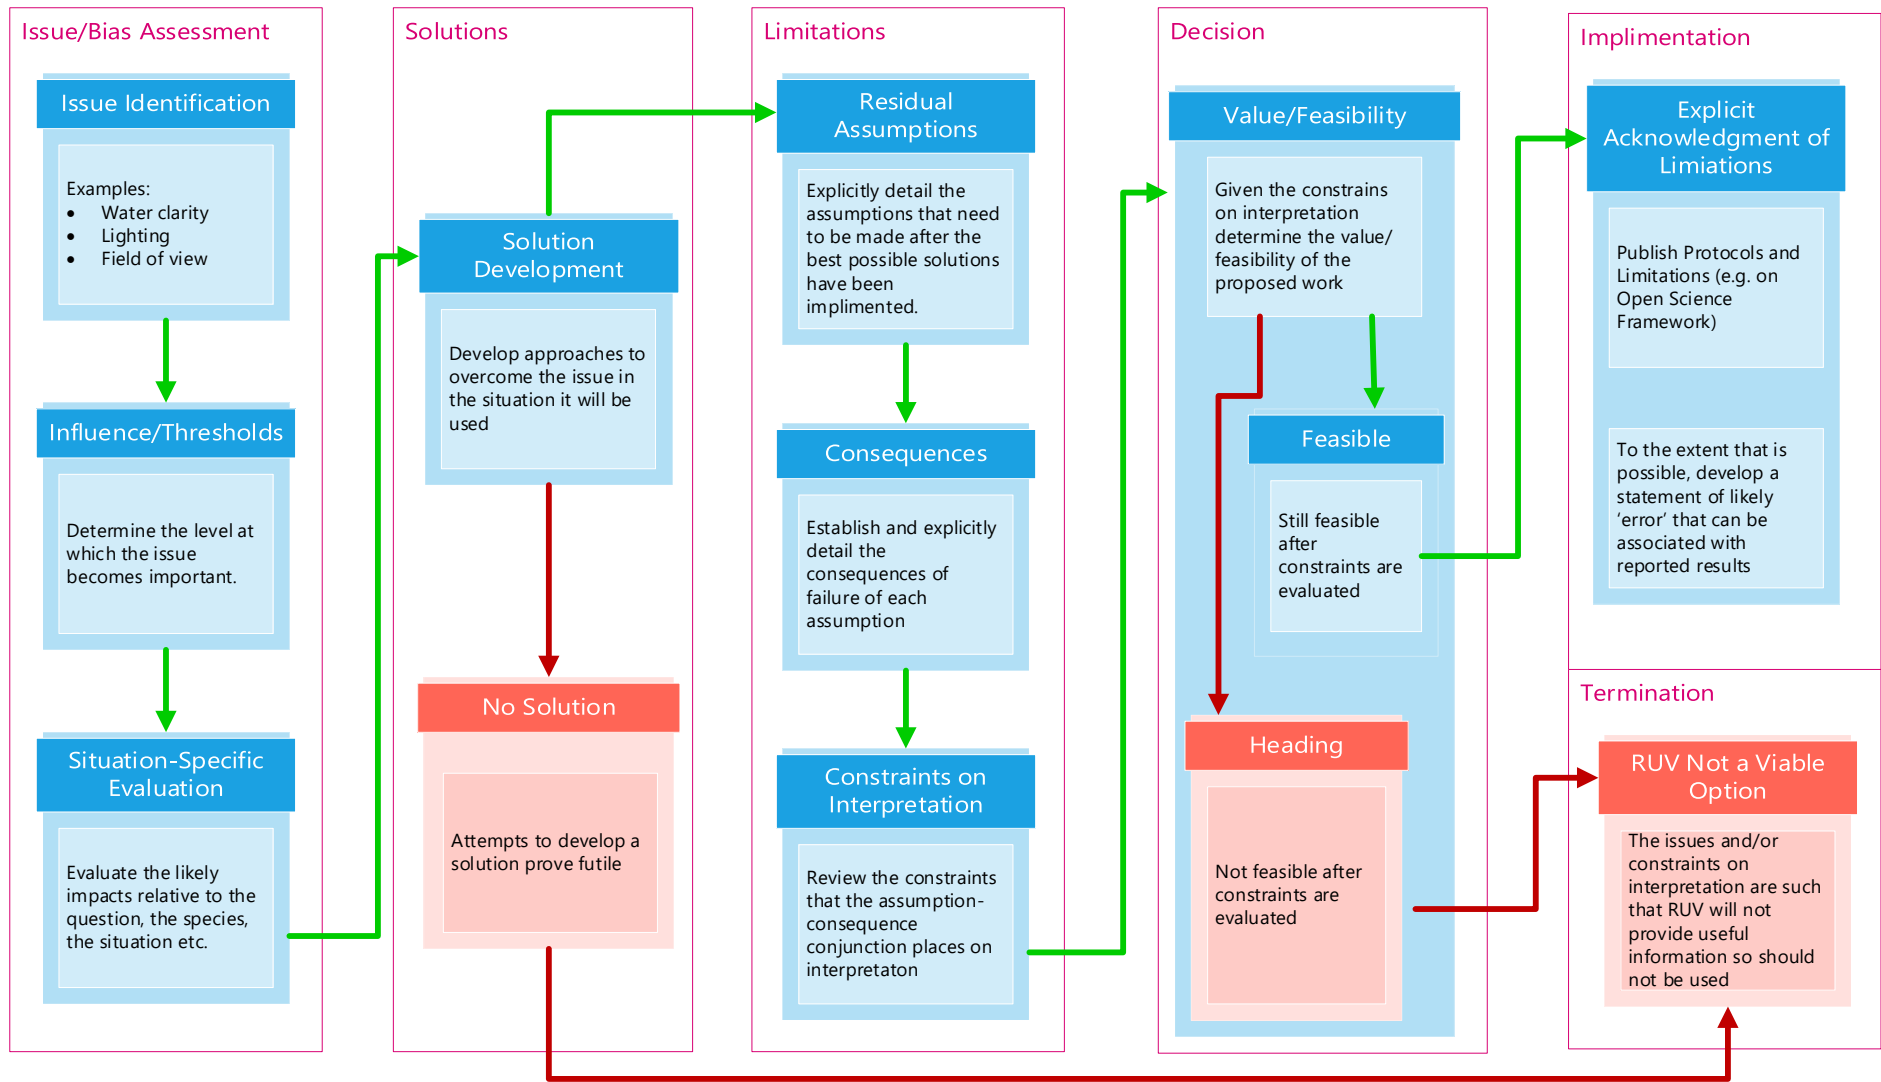 Issue/Bias Assessment
Issue Identification
Examples:
• Water clarity
• Lighting
• Field of view
Influence/Thresholds
Determine the level at
which the issue
becomes important.
Situation-Specific
Evaluation
Evaluate the likely
impacts relative to the
question, the species,
the situation etc.
Solutions
Solution
Development
Develop approaches to
overcome the issue in
the situation it will be
used
No Solution
Attempts to develop a
solution prove futile
Limitations
Residual
Assumptions
Explicitly detail the
assumptions that need
to be made after the
best possible solutions
have been
implimented.
Consequences
Establish and explicitly
detail the
consequences of
failure of each
assumption
Constraints on
Interpretation
Review the constraints
that the assumption-
consequence
conjunction places on
interpretaton
Decision
Value/Feasibility
Given the constrains
on interpretation
determine the value/
feasibility of the
proposed work
Feasible
Still feasible
after
constraints are
evaluated
Heading
Not feasible after
constraints are
evaluated
Implimentation
Explicit
Acknowledgment of
Limiations
Publish Protocols and
Limitations (e.g. on
Open Science
Framework)
To the extent that is
possible, develop a
statement of likely
‘error’ that can be
associated with
reported results
Termination
RUV Not a Viable
Option
The issues and/or
constraints on
interpretation are such
that RUV will not
provide useful
information so should
not be used